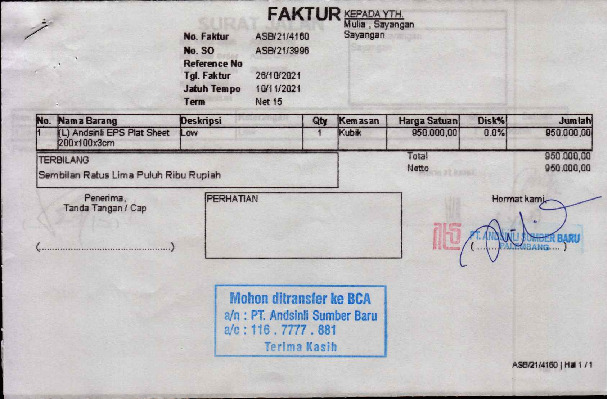 FAKTUR
KEPADA YTH.
Mulia , Sayangan
Sayangan
No. Faktur ASB/21/4160
No. SO ASB/21/3996
Reference No
Tgl. Faktur 26/10/2021
Jatuh Tempo 10/11/2021
Term Net 15
No. Nama Barang Deskripsi Qty Kemasan Harga Satuan Disk% Jumlah
1 (L) Andsinli EPS Plat Sheet Low 1 Kubik 950.000,00 0.0% 950.000,00
200x100x3cm
TERBILANG
Sembilan Ratus Lima Puluh Ribu Rupiah
Total 950.000,00
Netto 950.000,00
Penerima,
Tanda Tangan / Cap
(............................)
PERHATIAN
Hormat kami,
PT. ANDSINLI SUMBER BARU
PALEMBANG
Mohon ditransfer ke BCA
a/n : PT. Andsinli Sumber Baru
a/c : 116 . 7777 . 881
Terima Kasih
ASB/21/4160 | Hal 1 / 1